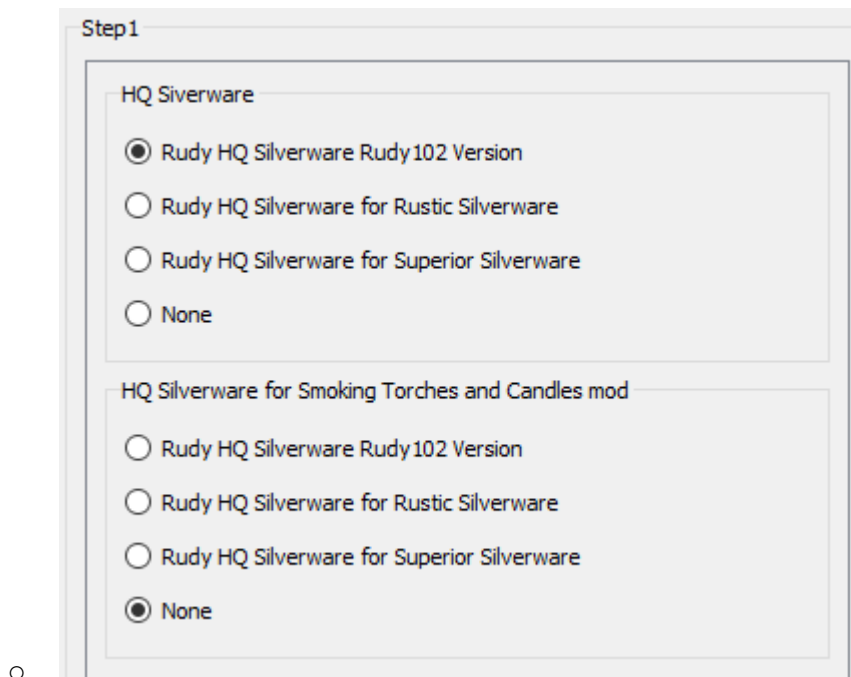 Step1
HQ Siverware
Rudy HQ Silverware Rudy102 Version
Rudy HQ Silverware for Rustic Silverware
Rudy HQ Silverware for Superior Silverware
None
HQ Silverware for Smoking Torches and Candles mod
Rudy HQ Silverware Rudy102 Version
Rudy HQ Silverware for Rustic Silverware
Rudy HQ Silverware for Superior Silverware
None